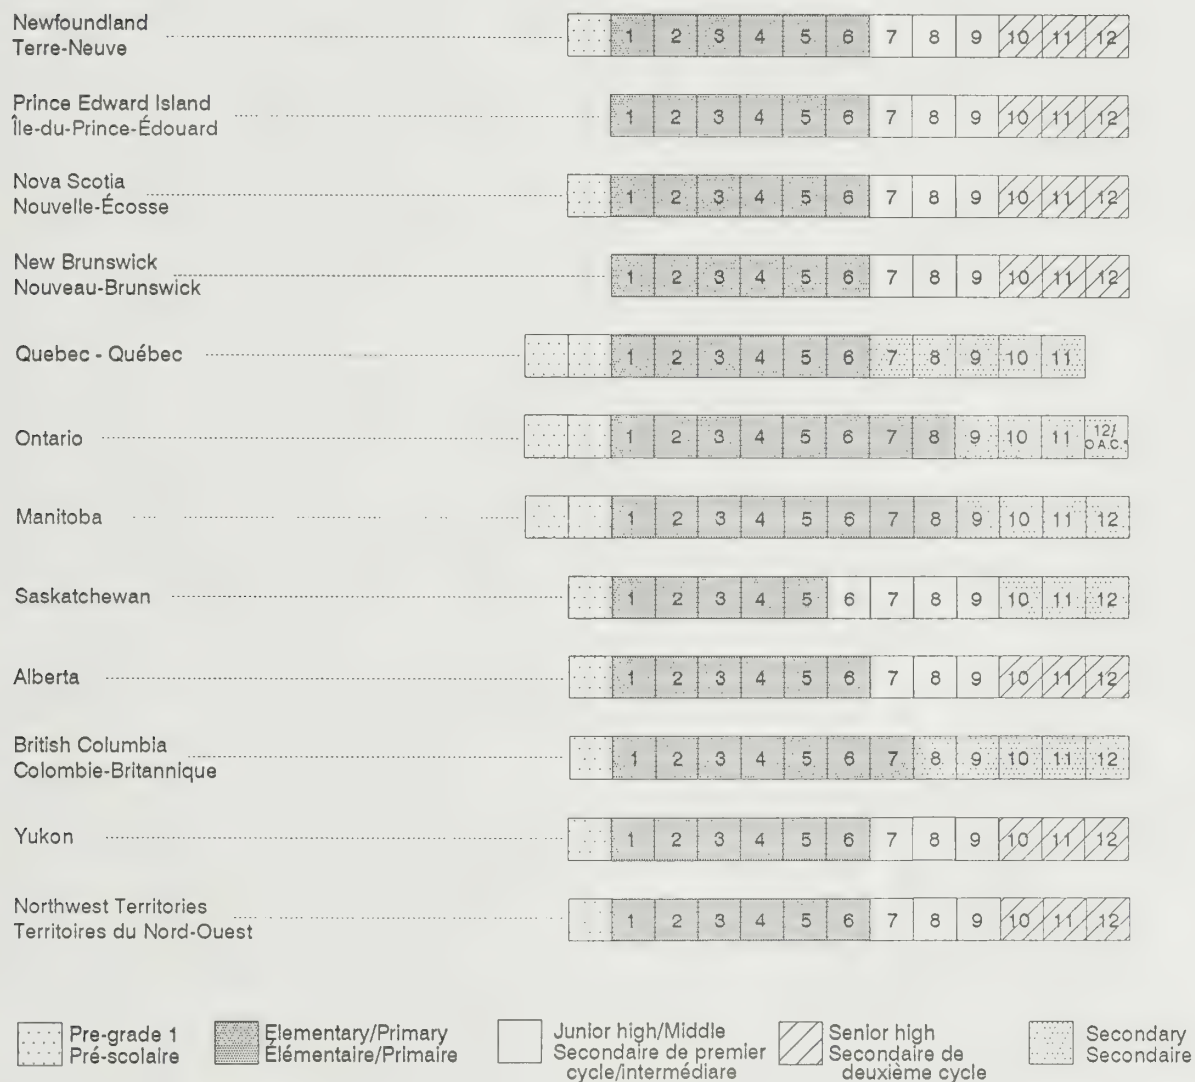 Newfoundland
Terre-Neuve
1 2 3 4 5 6 7 8 9 10 11 12
Prince Edward Island
Île-du-Prince-Édouard
1 2 3 4 5 6 7 8 9 10 11 12
Nova Scotia
Nouvelle-Écosse
1 2 3 4 5 6 7 8 9 10 11 12
New Brunswick
Nouveau-Brunswick
1 2 3 4 5 6 7 8 9 10 11 12
Quebec - Québec
1 2 3 4 5 6 7 8 9 10 11
Ontario
1 2 3 4 5 6 7 8 9 10 11 12/
O.A.C.*
Manitoba
1 2 3 4 5 6 7 8 9 10 11 12
Saskatchewan
1 2 3 4 5 6 7 8 9 10 11 12
Alberta
1 2 3 4 5 6 7 8 9 10 11 12
British Columbia
Colombie-Britannique
1 2 3 4 5 6 7 8 9 10 11 12
Yukon
1 2 3 4 5 6 7 8 9 10 11 12
Northwest Territories
Territoires du Nord-Ouest
1 2 3 4 5 6 7 8 9 10 11 12
Pre-grade 1
Pré-scolaire
Elementary/Primary
Élémentaire/Primaire
Junior high/Middle
Secondaire de premier
cycle/intermédiare
Senior high
Secondaire de
deuxième cycle
Secondary
Secondaire